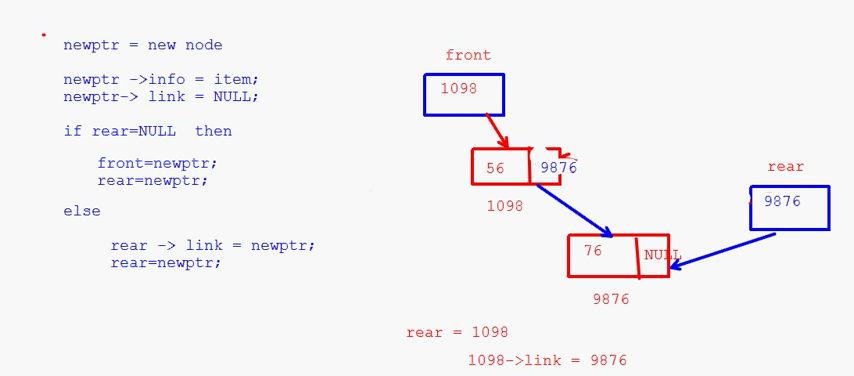 newptr = new node
newptr ->info = item;
newptr-> link = NULL;
if rear=NULL  then
front=newptr;
rear=newptr;
else
rear -> link = newptr;
rear=newptr;
front
1098
56 9876
1098
rear
9876
76 NULL
9876
rear = 1098
1098->link = 9876